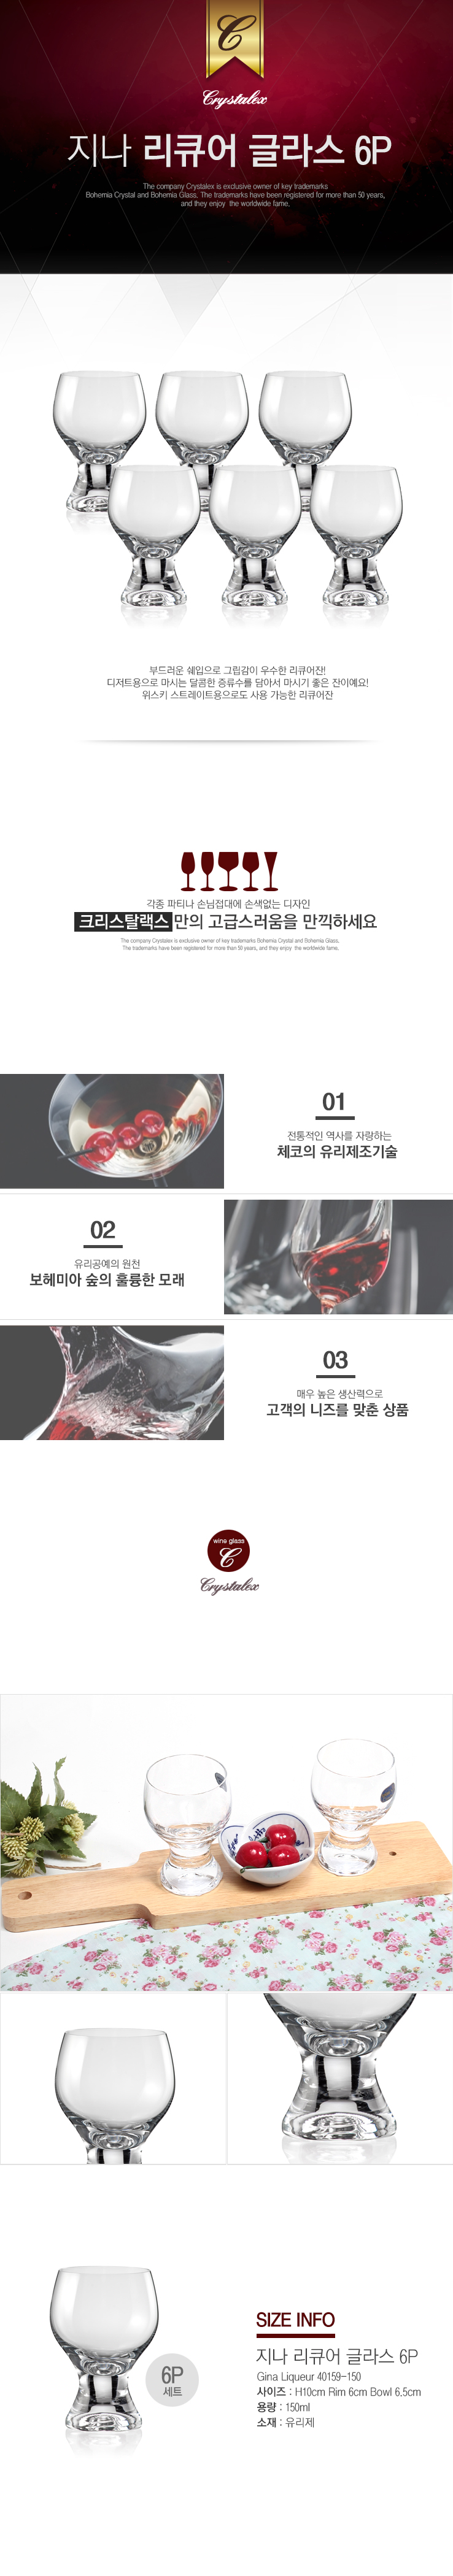 C
Crystalex
지나 리큐어 글라스 6P
The company Crystalex is exclusive owner of key trademarks
Bohemia Crystal and Bohemia Glass. The trademarks have been registered for more than 50 years,
and they enjoy the worldwide fame.
부드러운 쉐입으로 그립감이 우수한 리큐어잔!
디저트용으로 마시는 달콤한 증류수를 담아서 마시기 좋은 잔이예요!
위스키 스트레이트용으로도 사용 가능한 리큐어잔
각종 파티나 손님접대에 손색없는 디자인
크리스탈랙스만의 고급스러움을 만끽하세요
The company Crystalex is exclusive owner of key trademarks Bohemia Crystal and Bohemia Glass.
The trademarks have been registered for more than 50 years, and they enjoy the worldwide fame.
01
전통적인 역사를 자랑하는
체코의 유리제조기술
02
유리공예의 원천
보헤미아 숲의 훌륭한 모래
03
매우 높은 생산력으로
고객의 니즈를 맞춘 상품
wine glass
C
Crystalex
6P
세트
SIZE INFO
지나 리큐어 글라스 6P
Gina Liqueur 40159-150
사이즈 : H10cm Rim 6cm Bowl 6.5cm
용량 : 150ml
소재 : 유리제